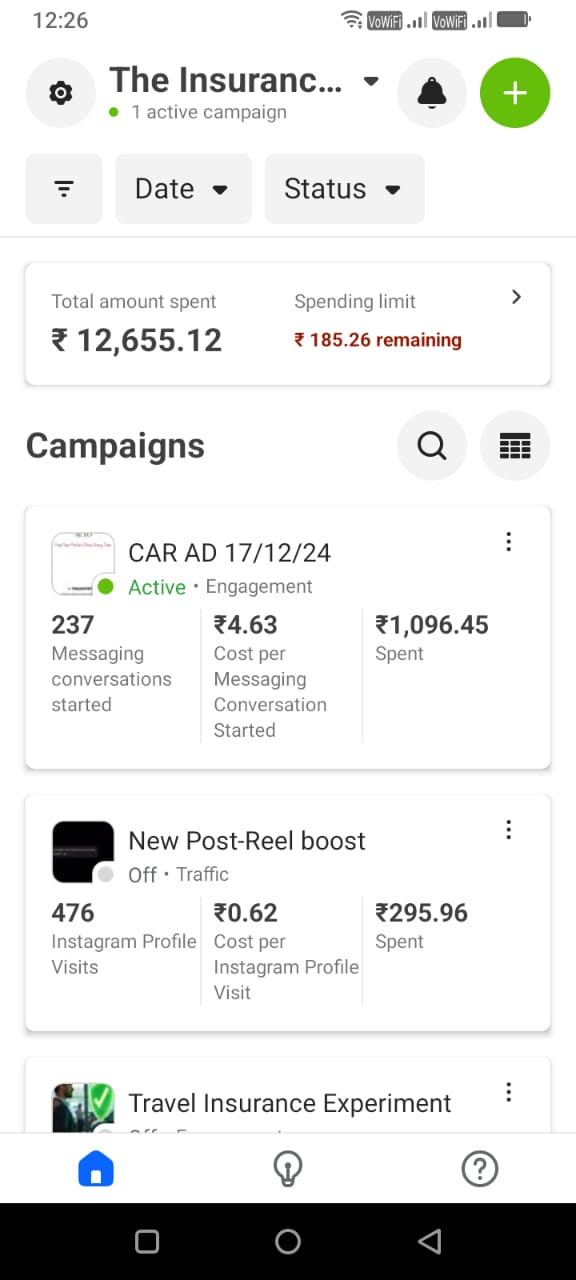 12:26
VoWiFi VoWiFi
The Insuranc...
1 active campaign
Date
Status
Total amount spent
Spending limit
₹ 12,655.12
₹ 185.26 remaining
Campaigns
CAR AD 17/12/24
Active • Engagement
237
Messaging
conversations
started
₹4.63
Cost per
Messaging
Conversation
Started
₹1,096.45
Spent
New Post-Reel boost
Off • Traffic
476
Instagram Profile
Visits
₹0.62
Cost per
Instagram Profile
Visit
₹295.96
Spent
Travel Insurance Experiment